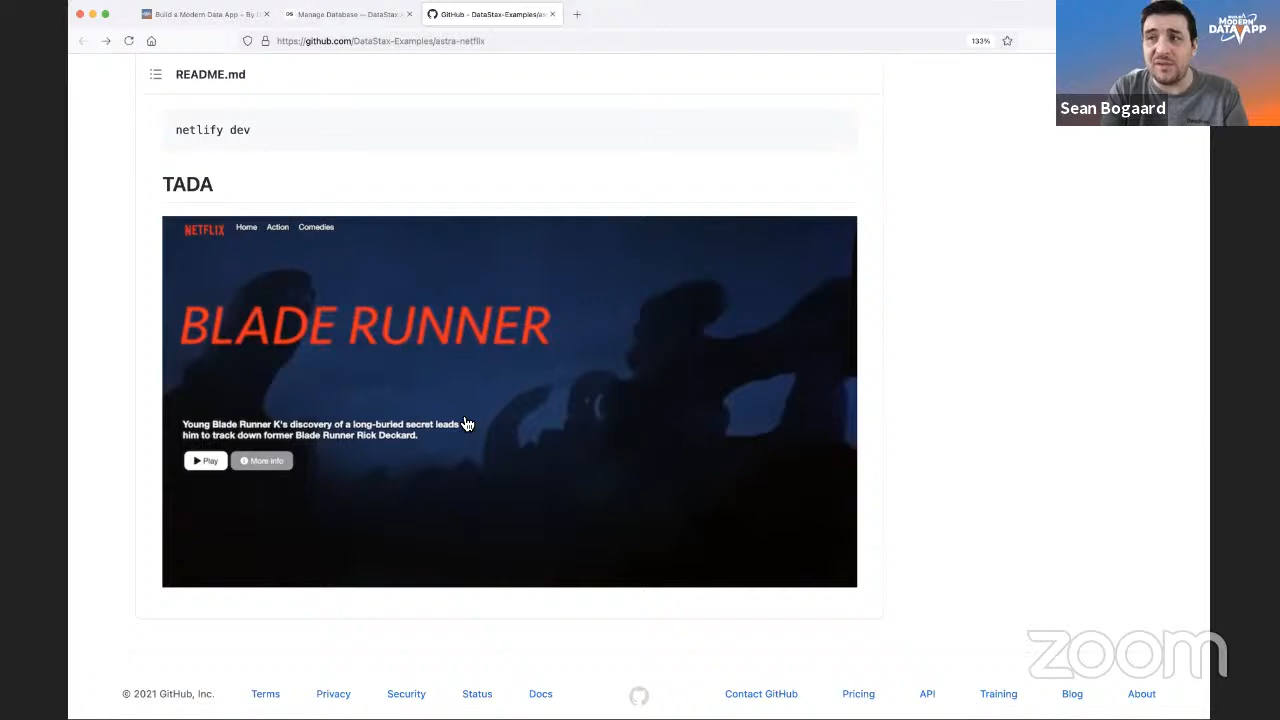 Build a Modern Data App – By D
Manage Database — DataStax
GitHub - DataStax-Examples/as
https://github.com/DataStax-Examples/astra-netflix
133%
MODERN
DATA APP
Sean Bogaard
README.md
netlify dev
TADA
NETFLIX Home Action Comedies
BLADE RUNNER
Young Blade Runner K's discovery of a long-buried secret leads
him to track down former Blade Runner Rick Deckard.
Play More Info
zoom
© 2021 GitHub, Inc. Terms Privacy Security Status Docs Contact GitHub Pricing API Training Blog About